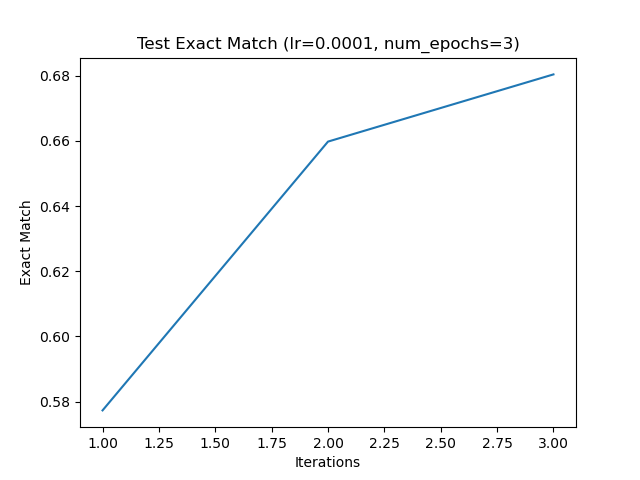 Test Exact Match (lr=0.0001, num_epochs=3)
0.68
0.66
0.64
0.62
0.60
0.58
Exact Match
1.00 1.25 1.50 1.75 2.00 2.25 2.50 2.75 3.00
Iterations